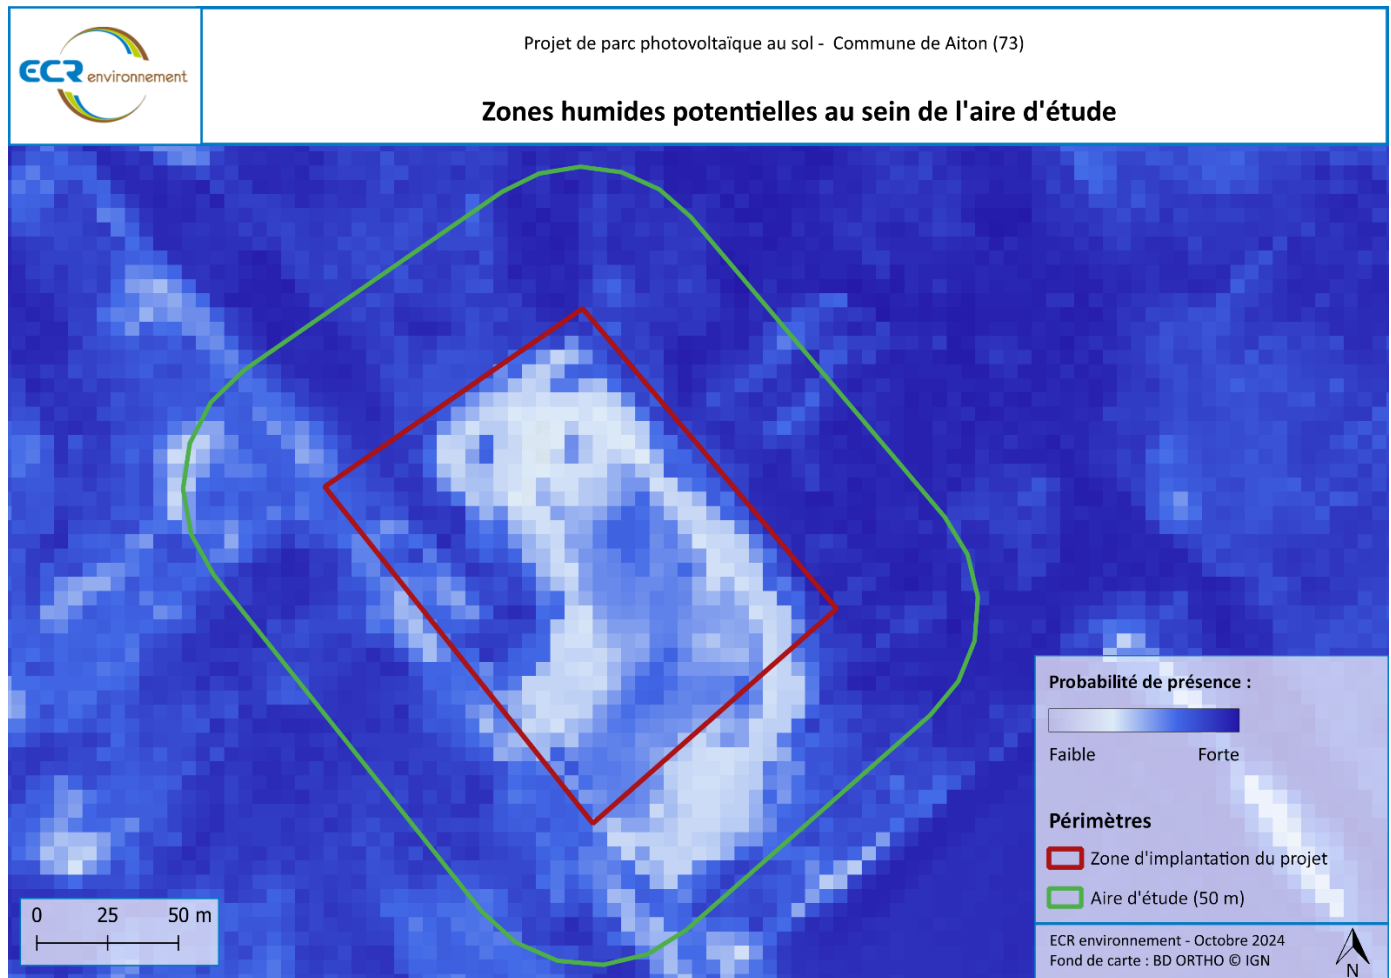 ECR environnement
Projet de parc photovoltaïque au sol - Commune de Aiton (73)
Zones humides potentielles au sein de l'aire d'étude
Probabilité de présence :
Faible Forte
Périmètres
Zone d'implantation du projet
Aire d'étude (50 m)
0 25 50 m
ECR environnement - Octobre 2024
Fond de carte : BD ORTHO © IGN
N